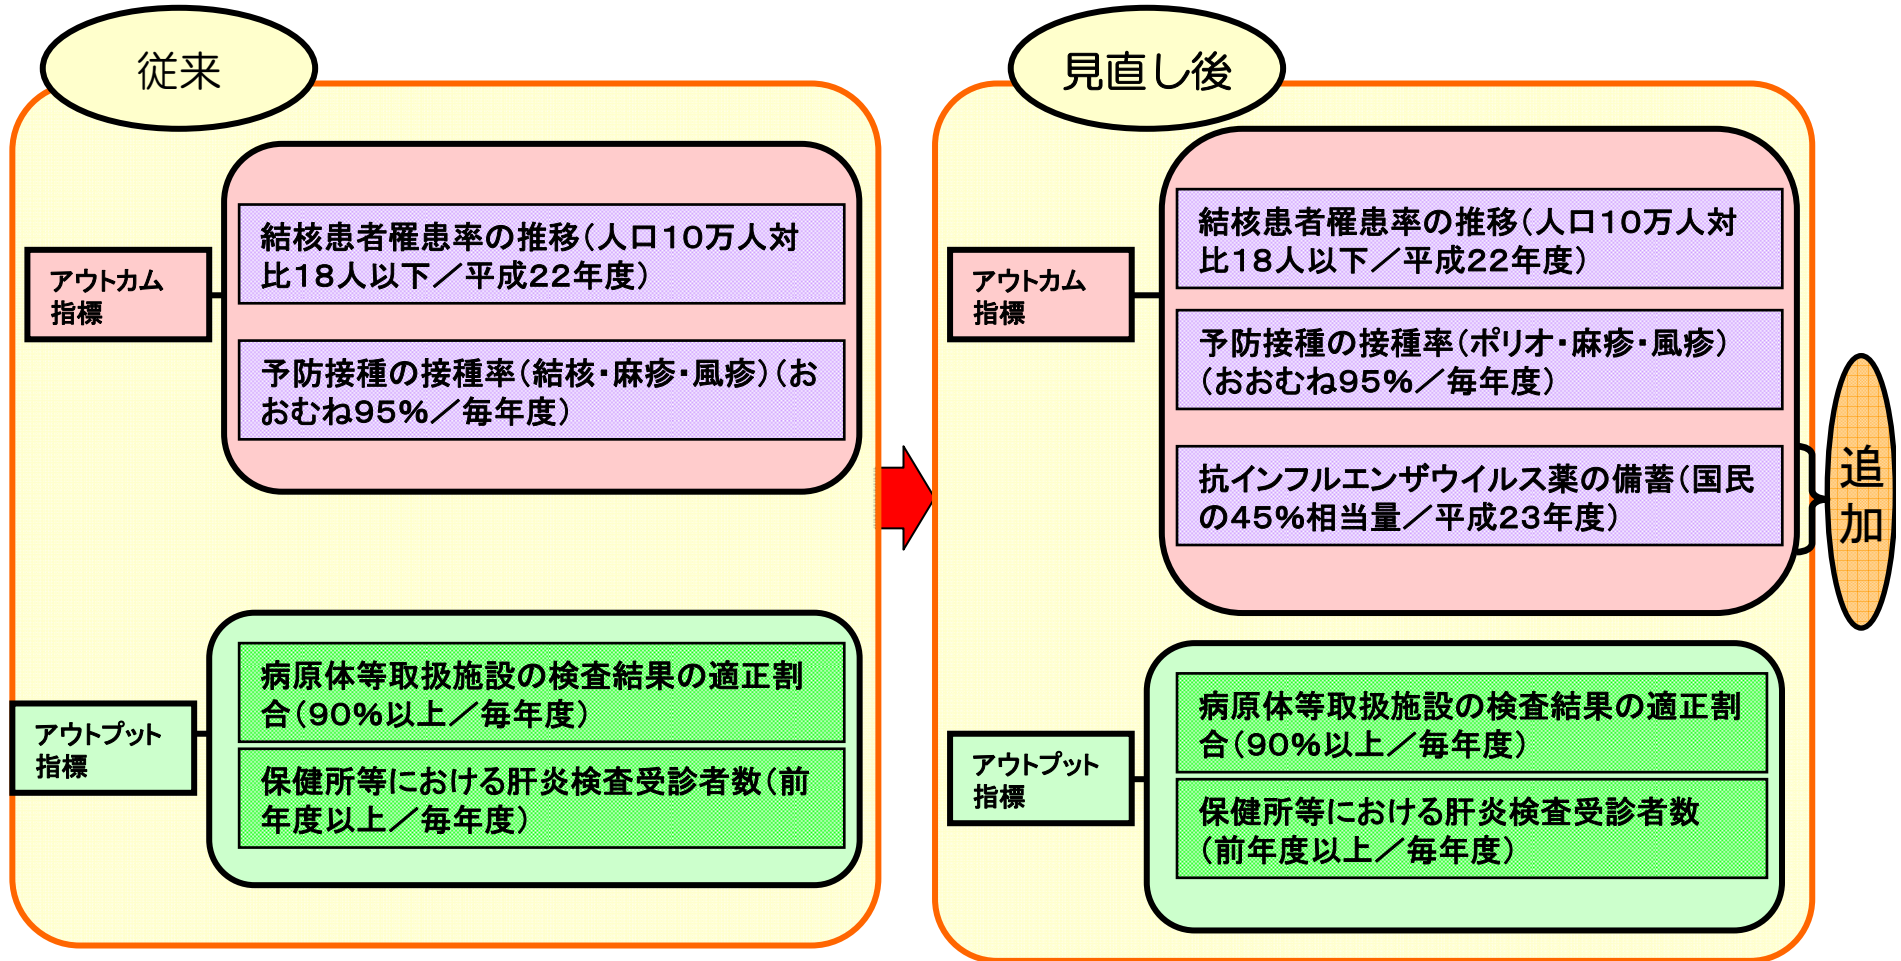 従来
アウトカム
指標
結核患者罹患率の推移（人口１０万人対
比１８人以下／平成２２年度）
予防接種の接種率（結核・麻疹・風疹）（お
おむね９５％／毎年度）
アウトプット
指標
病原体等取扱施設の検査結果の適正割
合（９０％以上／毎年度）
保健所等における肝炎検査受診者数（前
年度以上／毎年度）
見直し後
アウトカム
指標
結核患者罹患率の推移（人口１０万人対
比１８人以下／平成２２年度）
予防接種の接種率（ポリオ・麻疹・風疹）
（おおむね９５％／毎年度）
抗インフルエンザウイルス薬の備蓄（国民
の４５％相当量／平成２３年度）
追
加
アウトプット
指標
病原体等取扱施設の検査結果の適正割
合（９０％以上／毎年度）
保健所等における肝炎検査受診者数
（前年度以上／毎年度）